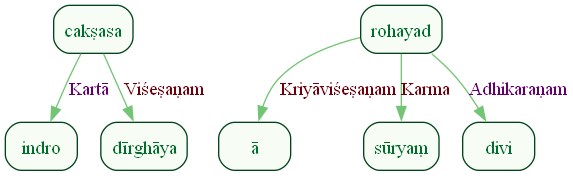 cakṣasa rohayad
Kartā Viśeṣaṇam Kriyāviśeṣaṇam Karma Adhikaraṇam
indro dīrghāya ā sūryaṃ divi